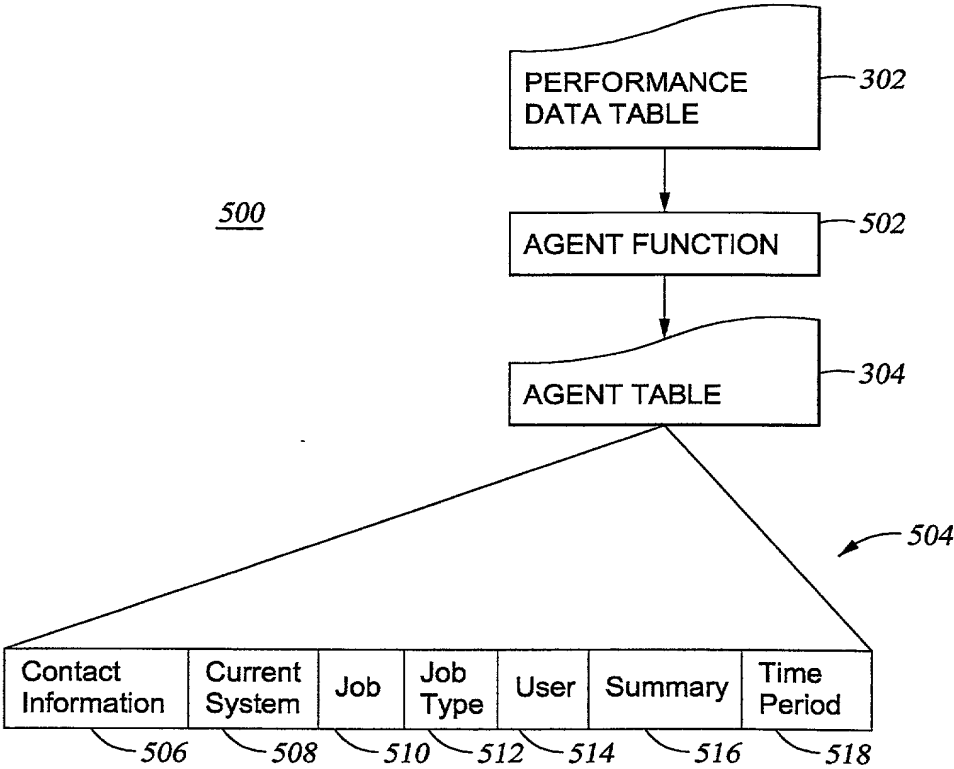 PERFORMANCE
DATA TABLE
302
500
AGENT FUNCTION
502
AGENT TABLE
304
504
Contact
Information
Current
System
Job
Job
Type
User
Summary
Time
Period
506
508
510
512
514
516
518